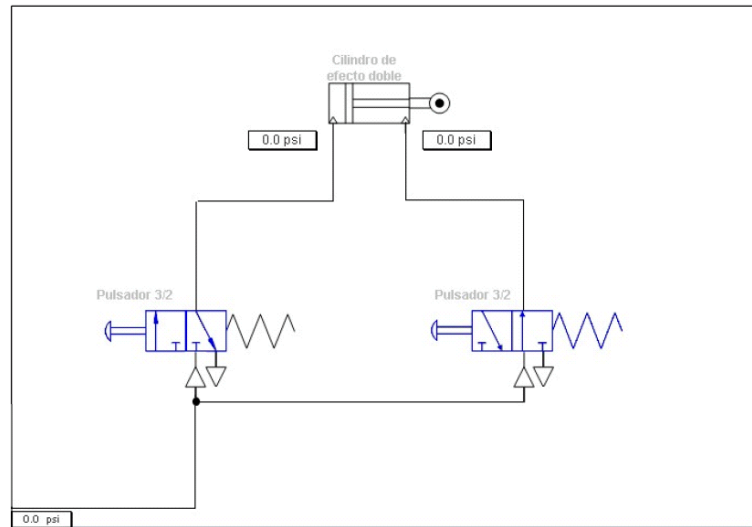 Cilindro de
efecto doble
0.0 psi
0.0 psi
Pulsador 3/2
Pulsador 3/2
0.0 psi